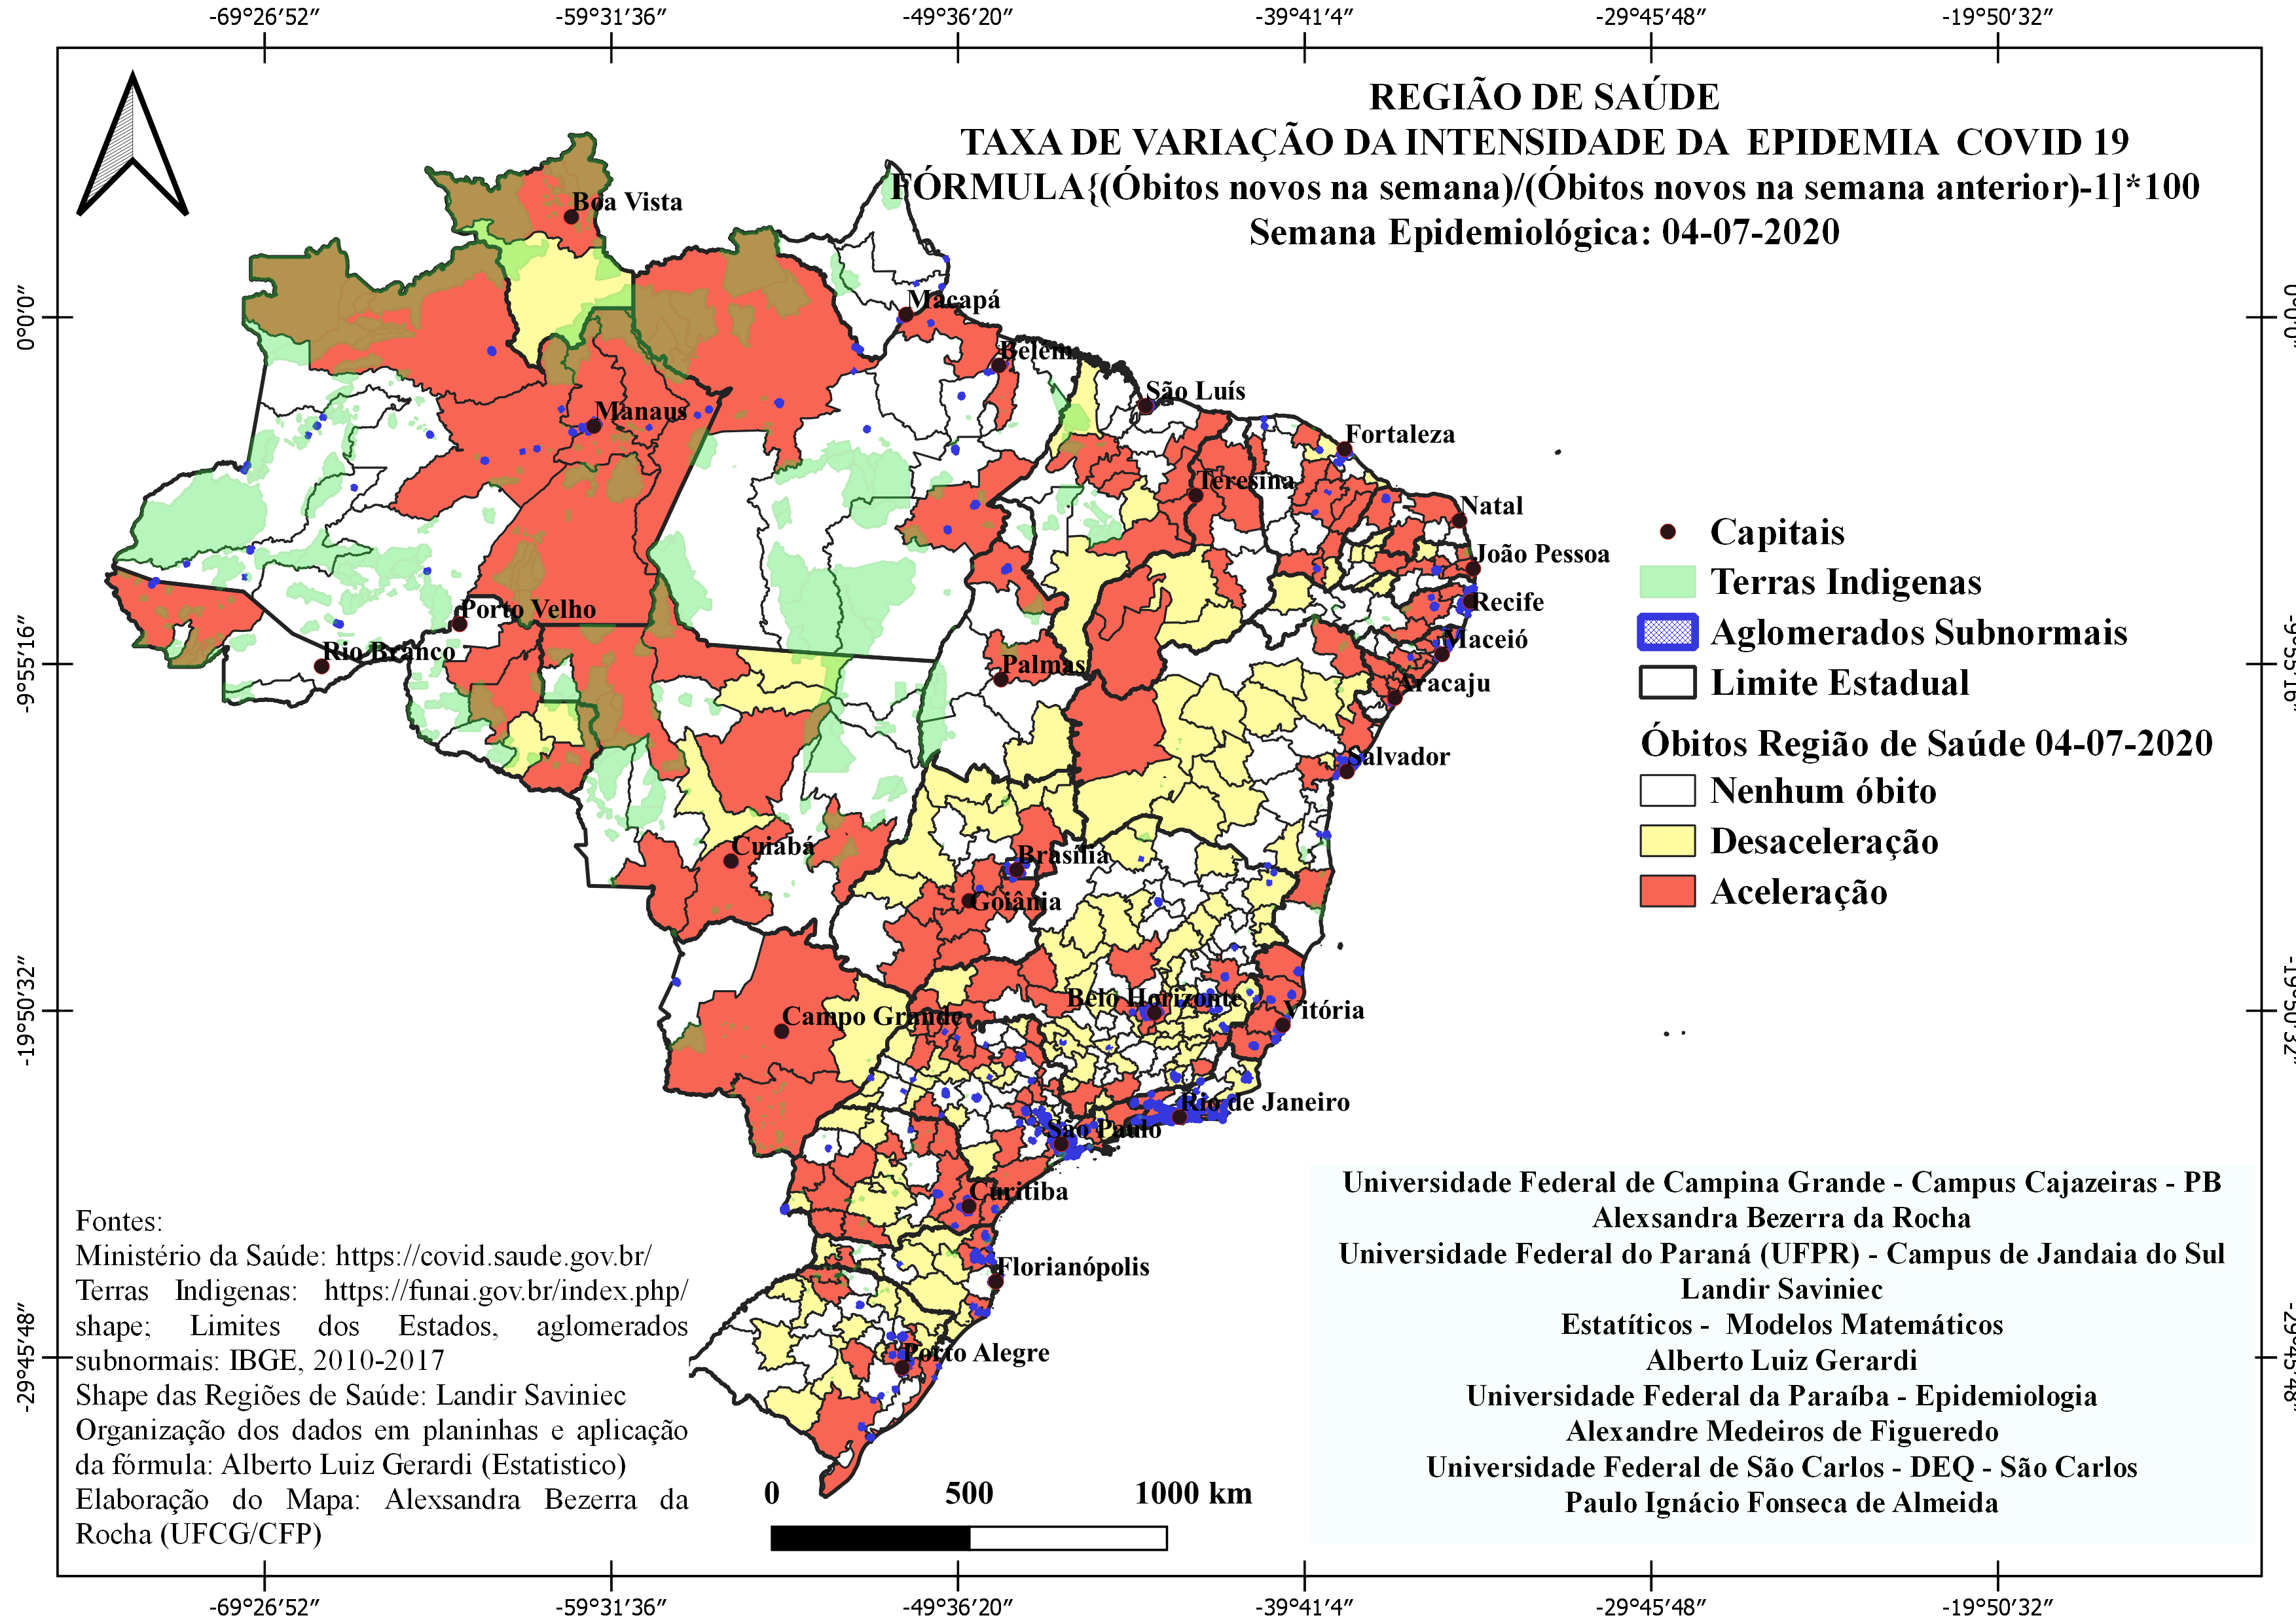 -69°26′52″ -59°31′36″ -49°36′20″ -39°41′4″ -29°45′48″ -19°50′32″
REGIÃO DE SAÚDE
TAXA DE VARIAÇÃO DA INTENSIDADE DA EPIDEMIA COVID 19
FÓRMULA{(Óbitos novos na semana)/(Óbitos novos na semana anterior)-1]*100
Semana Epidemiológica: 04-07-2020
0°0′0″
0°0′0″
-9°55′16″
-9°55′16″
-19°50′32″
-19°50′32″
-29°45′48″
-29°45′48″
Boa Vista
Macapá
Belém
São Luís
Manaus
Fortaleza
Teresina
Natal
João Pessoa
Porto Velho
Recife
Rio Branco
Maceió
Palmas
Aracaju
Salvador
Cuiabá
Brasília
Goiânia
Belo Horizonte
Vitória
Campo Grande
Rio de Janeiro
São Paulo
Curitiba
Florianópolis
Porto Alegre
Capitais
Terras Indigenas
Aglomerados Subnormais
Limite Estadual
Óbitos Região de Saúde 04-07-2020
Nenhum óbito
Desaceleração
Aceleração
Fontes:
Ministério da Saúde: https://covid.saude.gov.br/
Terras Indigenas: https://funai.gov.br/index.php/
shape; Limites dos Estados, aglomerados
subnormais: IBGE, 2010-2017
Shape das Regiões de Saúde: Landir Saviniec
Organização dos dados em planinhas e aplicação
da fórmula: Alberto Luiz Gerardi (Estatistico)
Elaboração do Mapa: Alexsandra Bezerra da
Rocha (UFCG/CFP)
0 500 1000 km
Universidade Federal de Campina Grande - Campus Cajazeiras - PB
Alexsandra Bezerra da Rocha
Universidade Federal do Paraná (UFPR) - Campus de Jandaia do Sul
Landir Saviniec
Estatíticos - Modelos Matemáticos
Alberto Luiz Gerardi
Universidade Federal da Paraíba - Epidemiologia
Alexandre Medeiros de Figueredo
Universidade Federal de São Carlos - DEQ - São Carlos
Paulo Ignácio Fonseca de Almeida
-69°26′52″ -59°31′36″ -49°36′20″ -39°41′4″ -29°45′48″ -19°50′32″